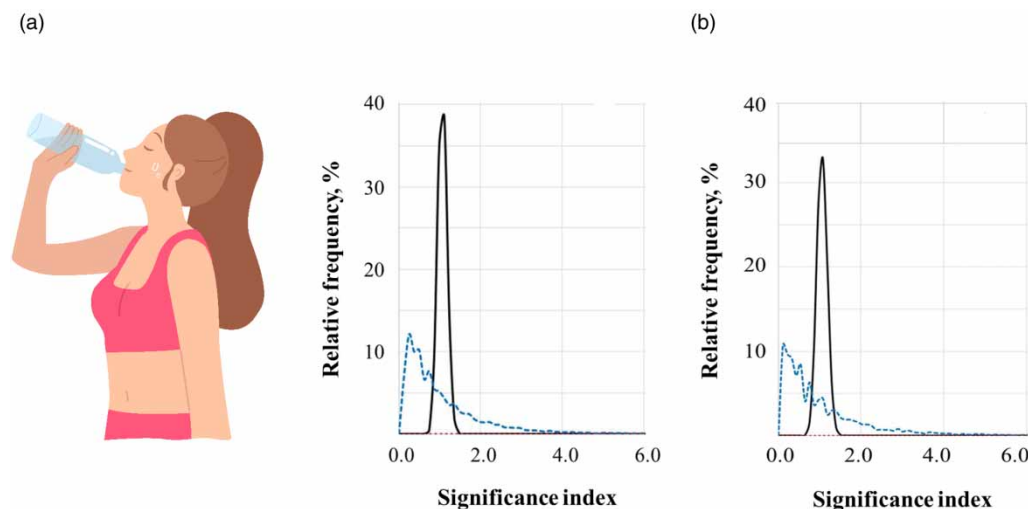 (a)
(b)
40
30
20
10
Relative frequency, %
0.0 2.0 4.0 6.0
Significance index
40
30
20
10
Relative frequency, %
0.0 2.0 4.0 6.0
Significance index